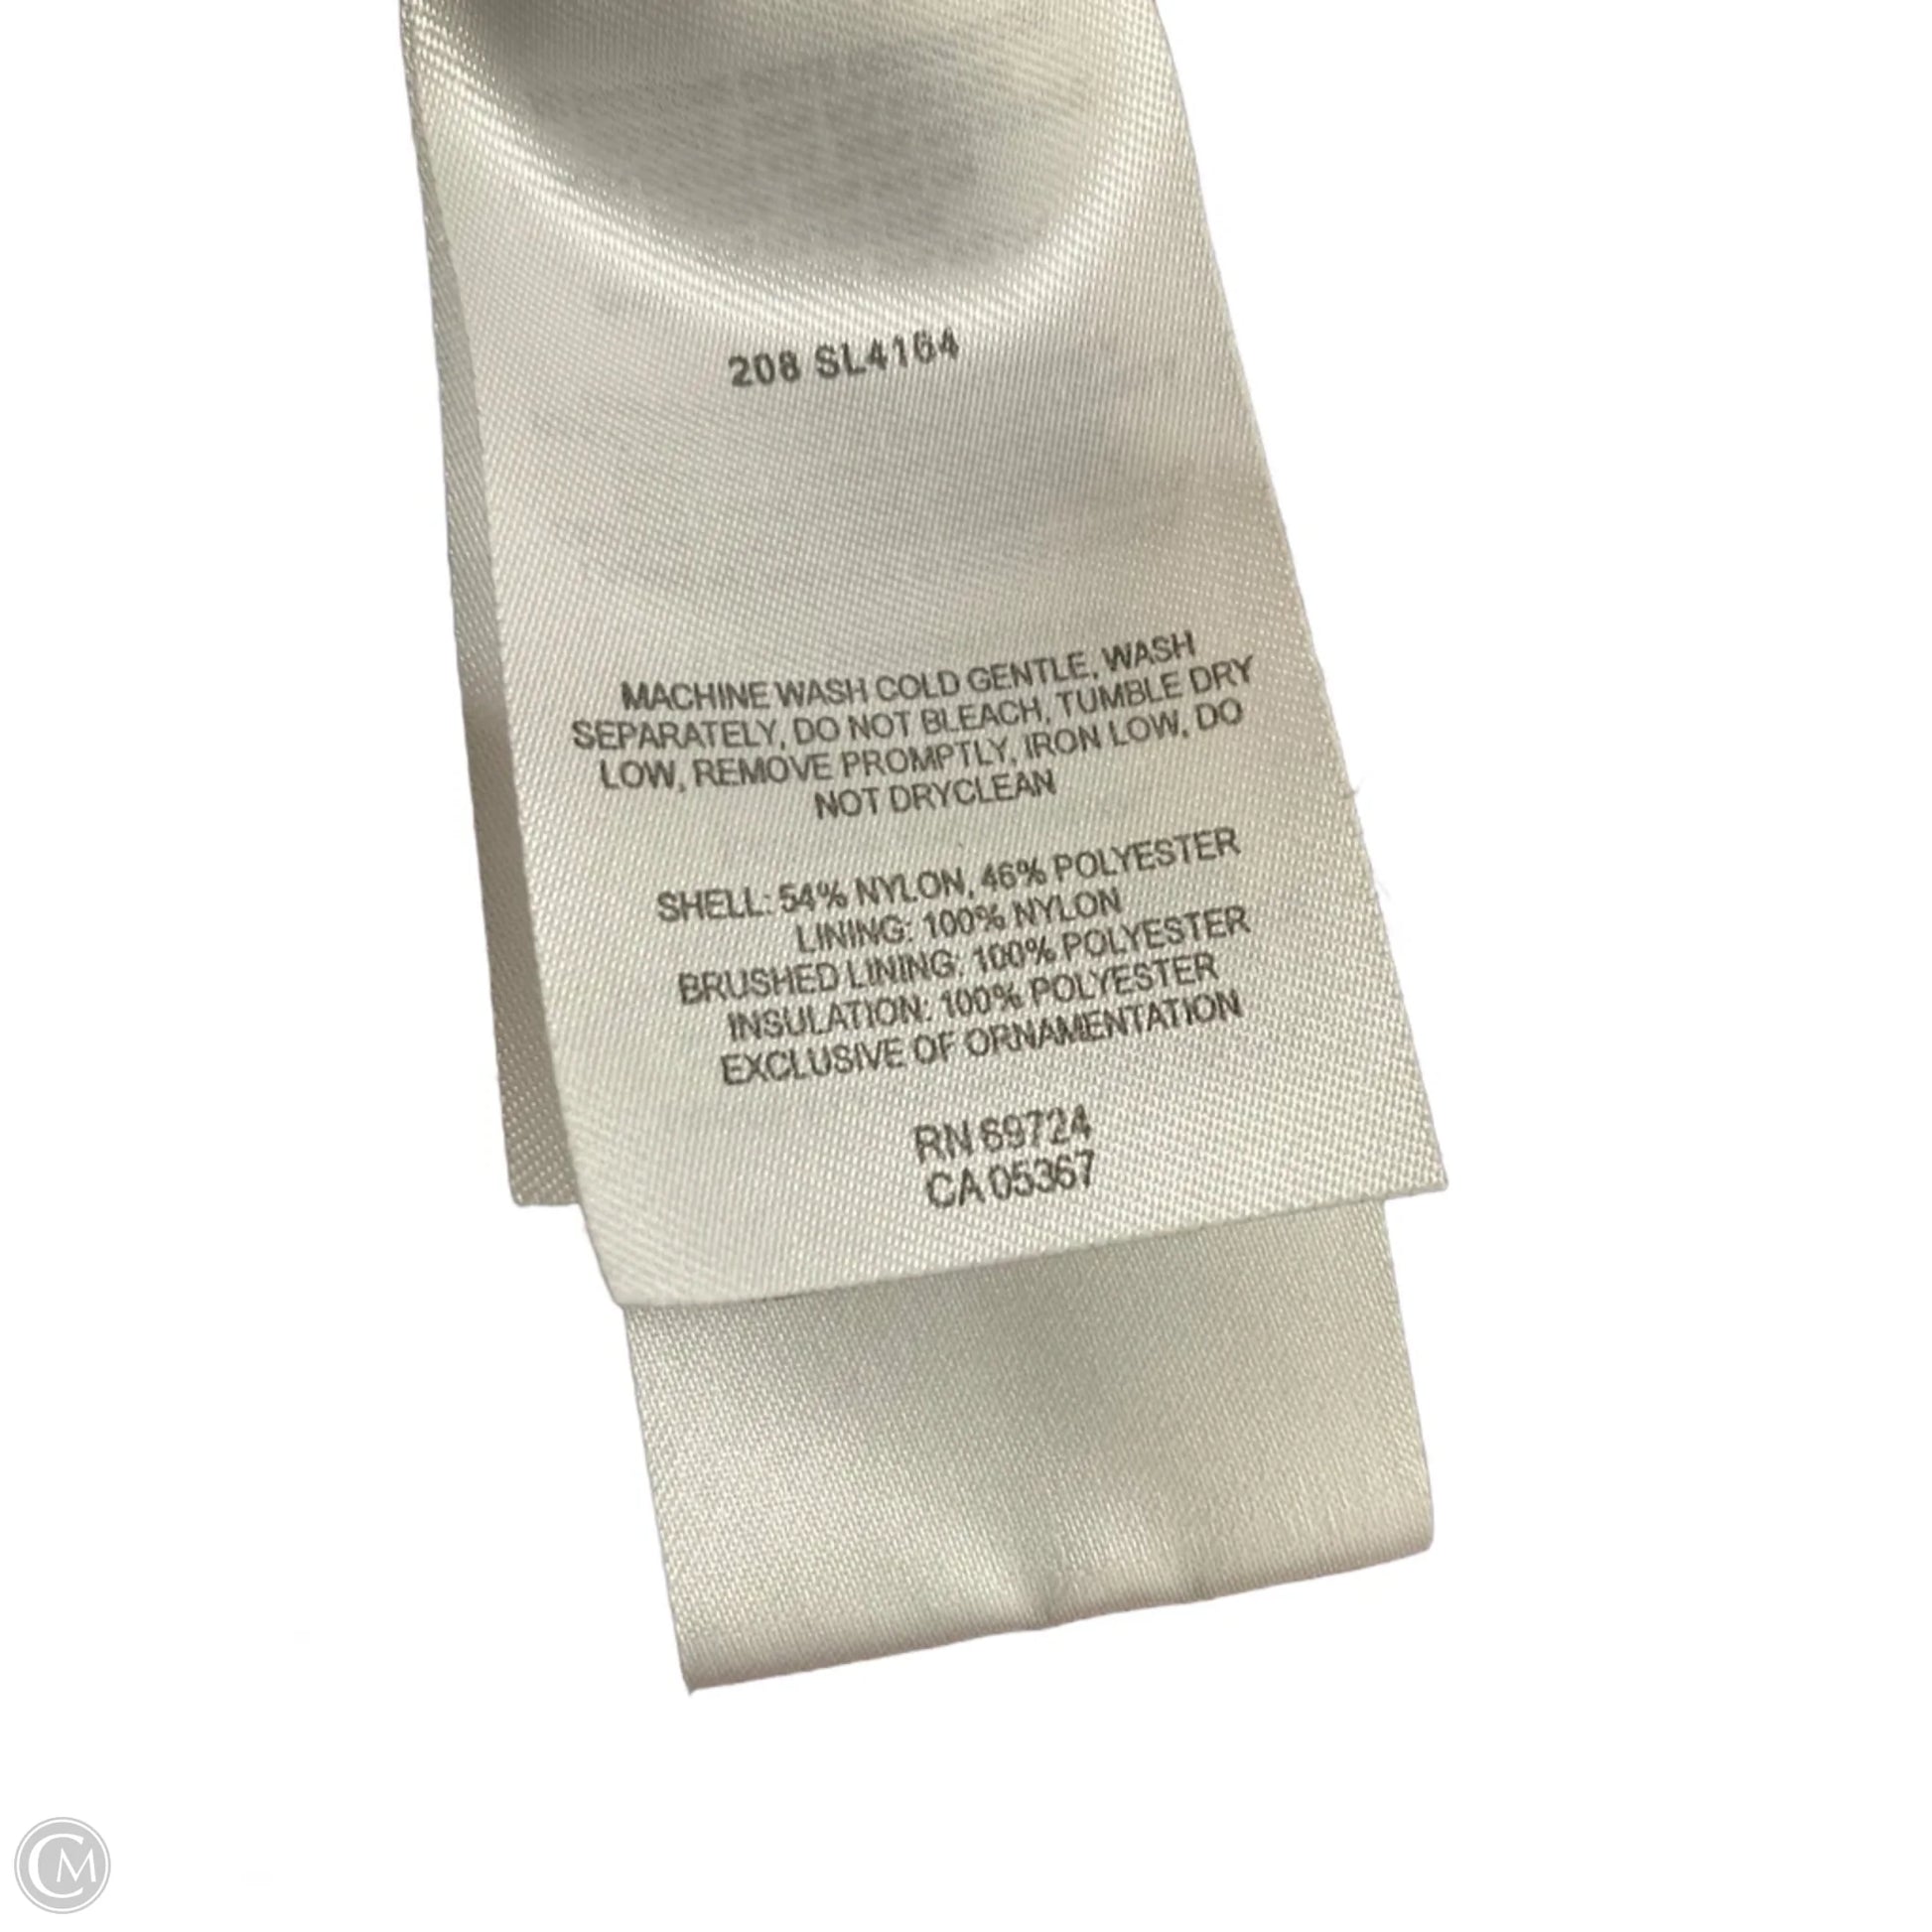 208 SL4164
MACHINE WASH COLD GENTLE, WASH
SEPARATELY, DO NOT BLEACH, TUMBLE DRY
LOW, REMOVE PROMPTLY, IRON LOW, DO
NOT DRYCLEAN
SHELL: 54% NYLON, 46% POLYESTER
LINING: 100% NYLON
BRUSHED LINING: 100% POLYESTER
INSULATION: 100% POLYESTER
EXCLUSIVE OF ORNAMENTATION
RN 69724
CA 05367
CM